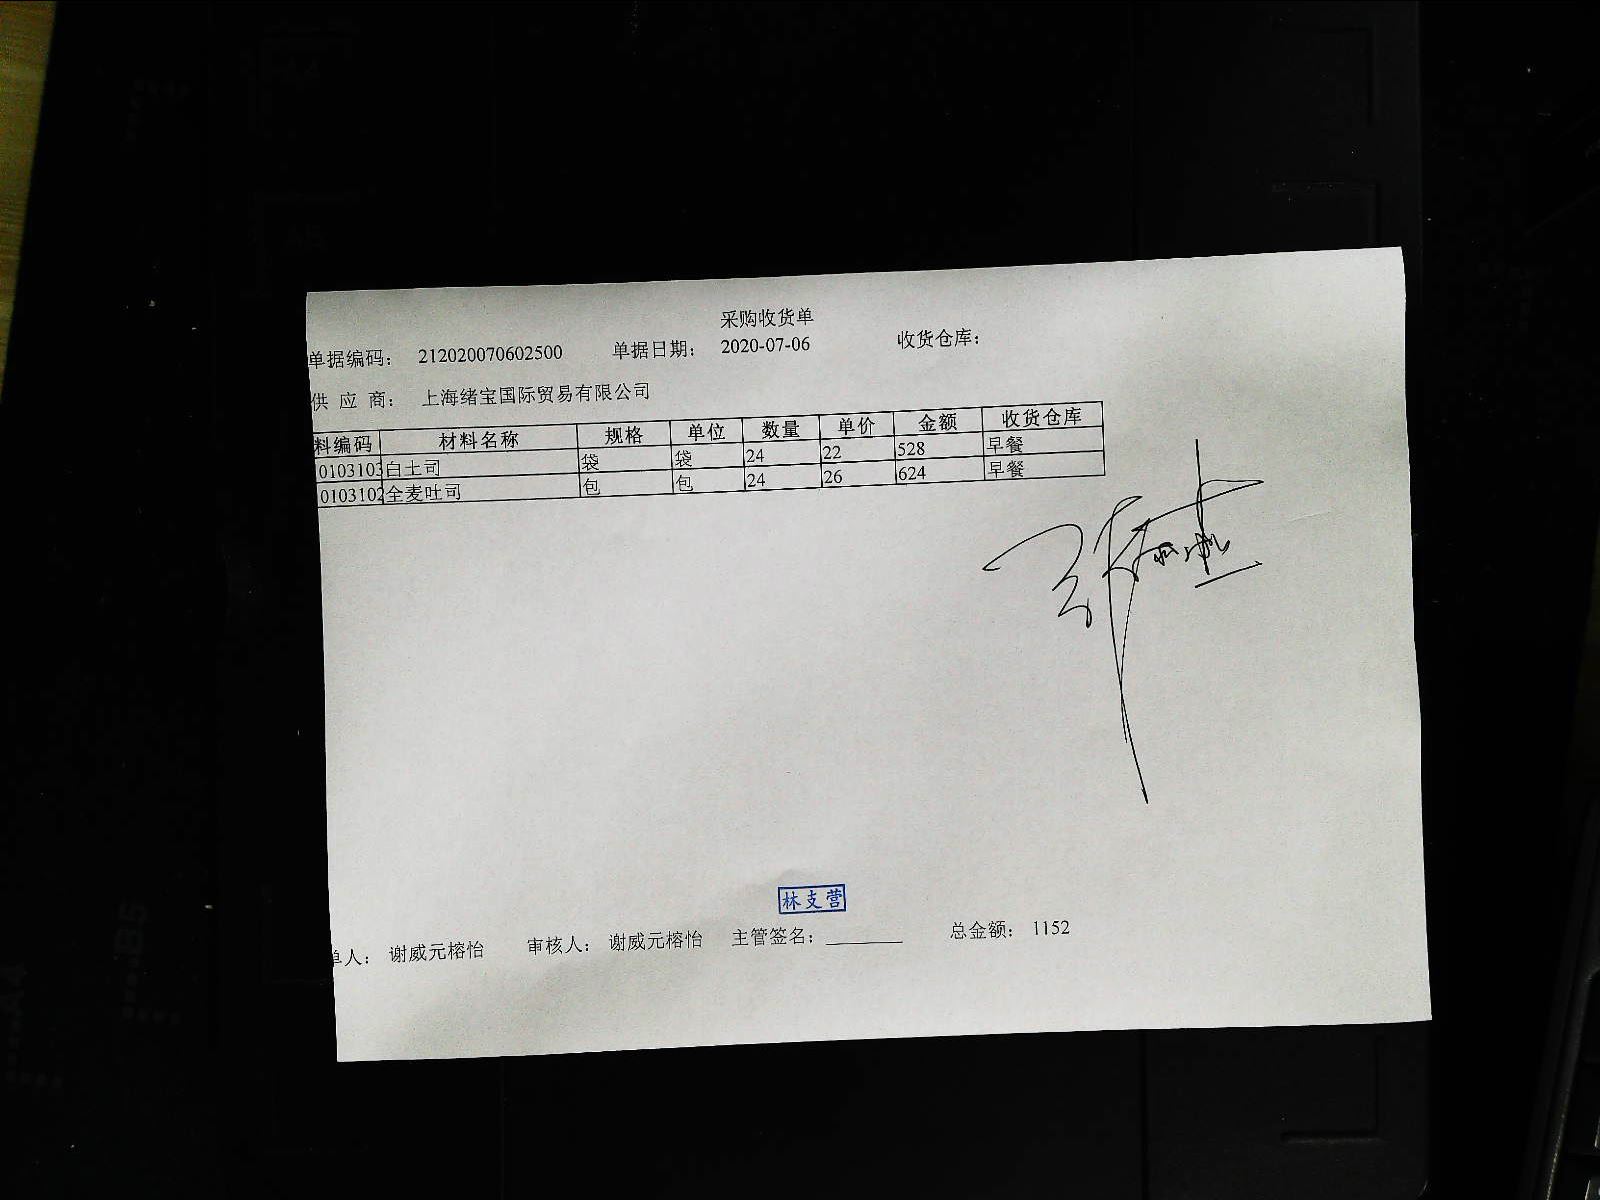 采购收货单
单据编码： 212020070602500 单据日期： 2020-07-06 收货仓库：
供 应 商： 上海绪宝国际贸易有限公司
料编码 材料名称 规格 单位 数量 单价 金额 收货仓库
0103103 白土司 袋 袋 24 22 528 早餐
0103102 全麦吐司 包 包 24 26 624 早餐
林支营
单人： 谢威元榕怡 审核人： 谢威元榕怡 主管签名：________ 总金额： 1152